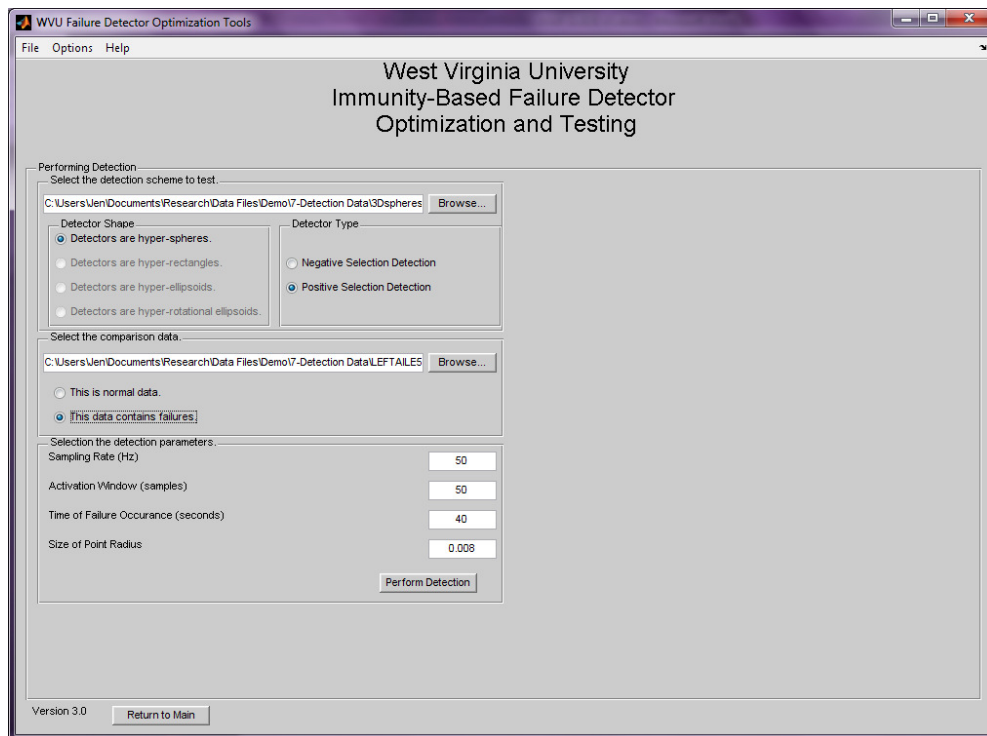 WVU Failure Detector Optimization Tools
File Options Help
West Virginia University
Immunity-Based Failure Detector
Optimization and Testing
Performing Detection
Select the detection scheme to test.
C:\Users\Jen\Documents\Research\Data Files\Demo\7-Detection Data\3Dspheres Browse...
Detector Shape
Detectors are hyper-spheres.
Detectors are hyper-rectangles.
Detectors are hyper-ellipsoids.
Detectors are hyper-rotational ellipsoids.
Detector Type
Negative Selection Detection
Positive Selection Detection
Select the comparison data.
C:\Users\Jen\Documents\Research\Data Files\Demo\7-Detection Data\LEFTAILE5 Browse...
This is normal data.
This data contains failures.
Selection the detection parameters.
Sampling Rate (Hz) 50
Activation Window (samples) 50
Time of Failure Occurance (seconds) 40
Size of Point Radius 0.008
Perform Detection
Version 3.0 Return to Main